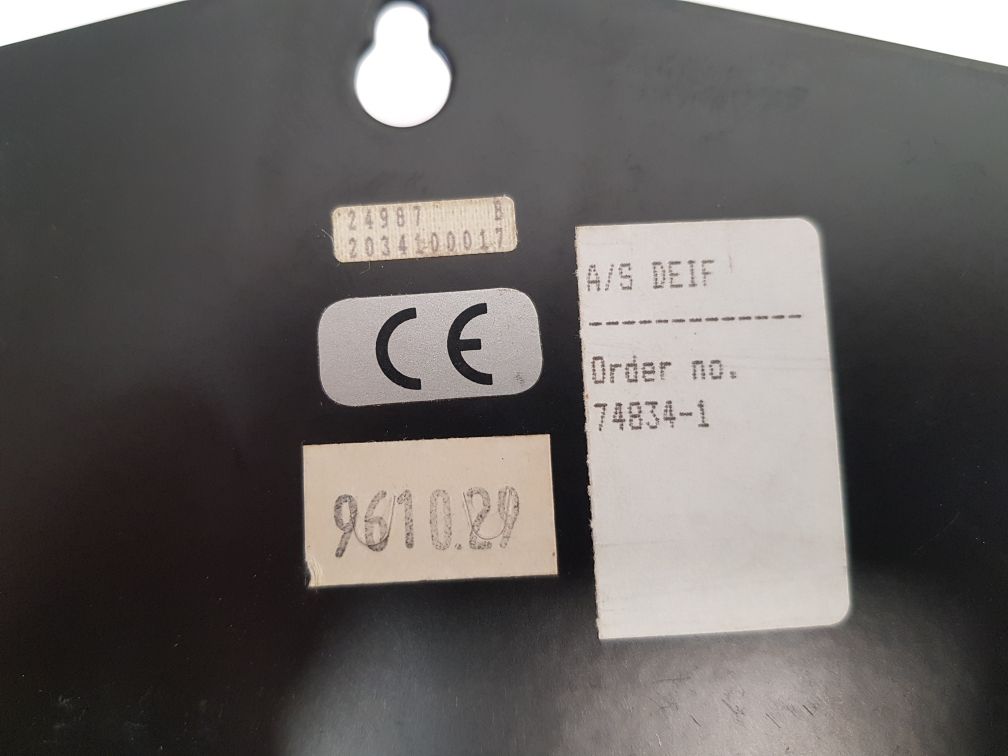 24987 B
2034100017
CE
9610.29
A/S DEIF
-------------
Order no.
74834-1